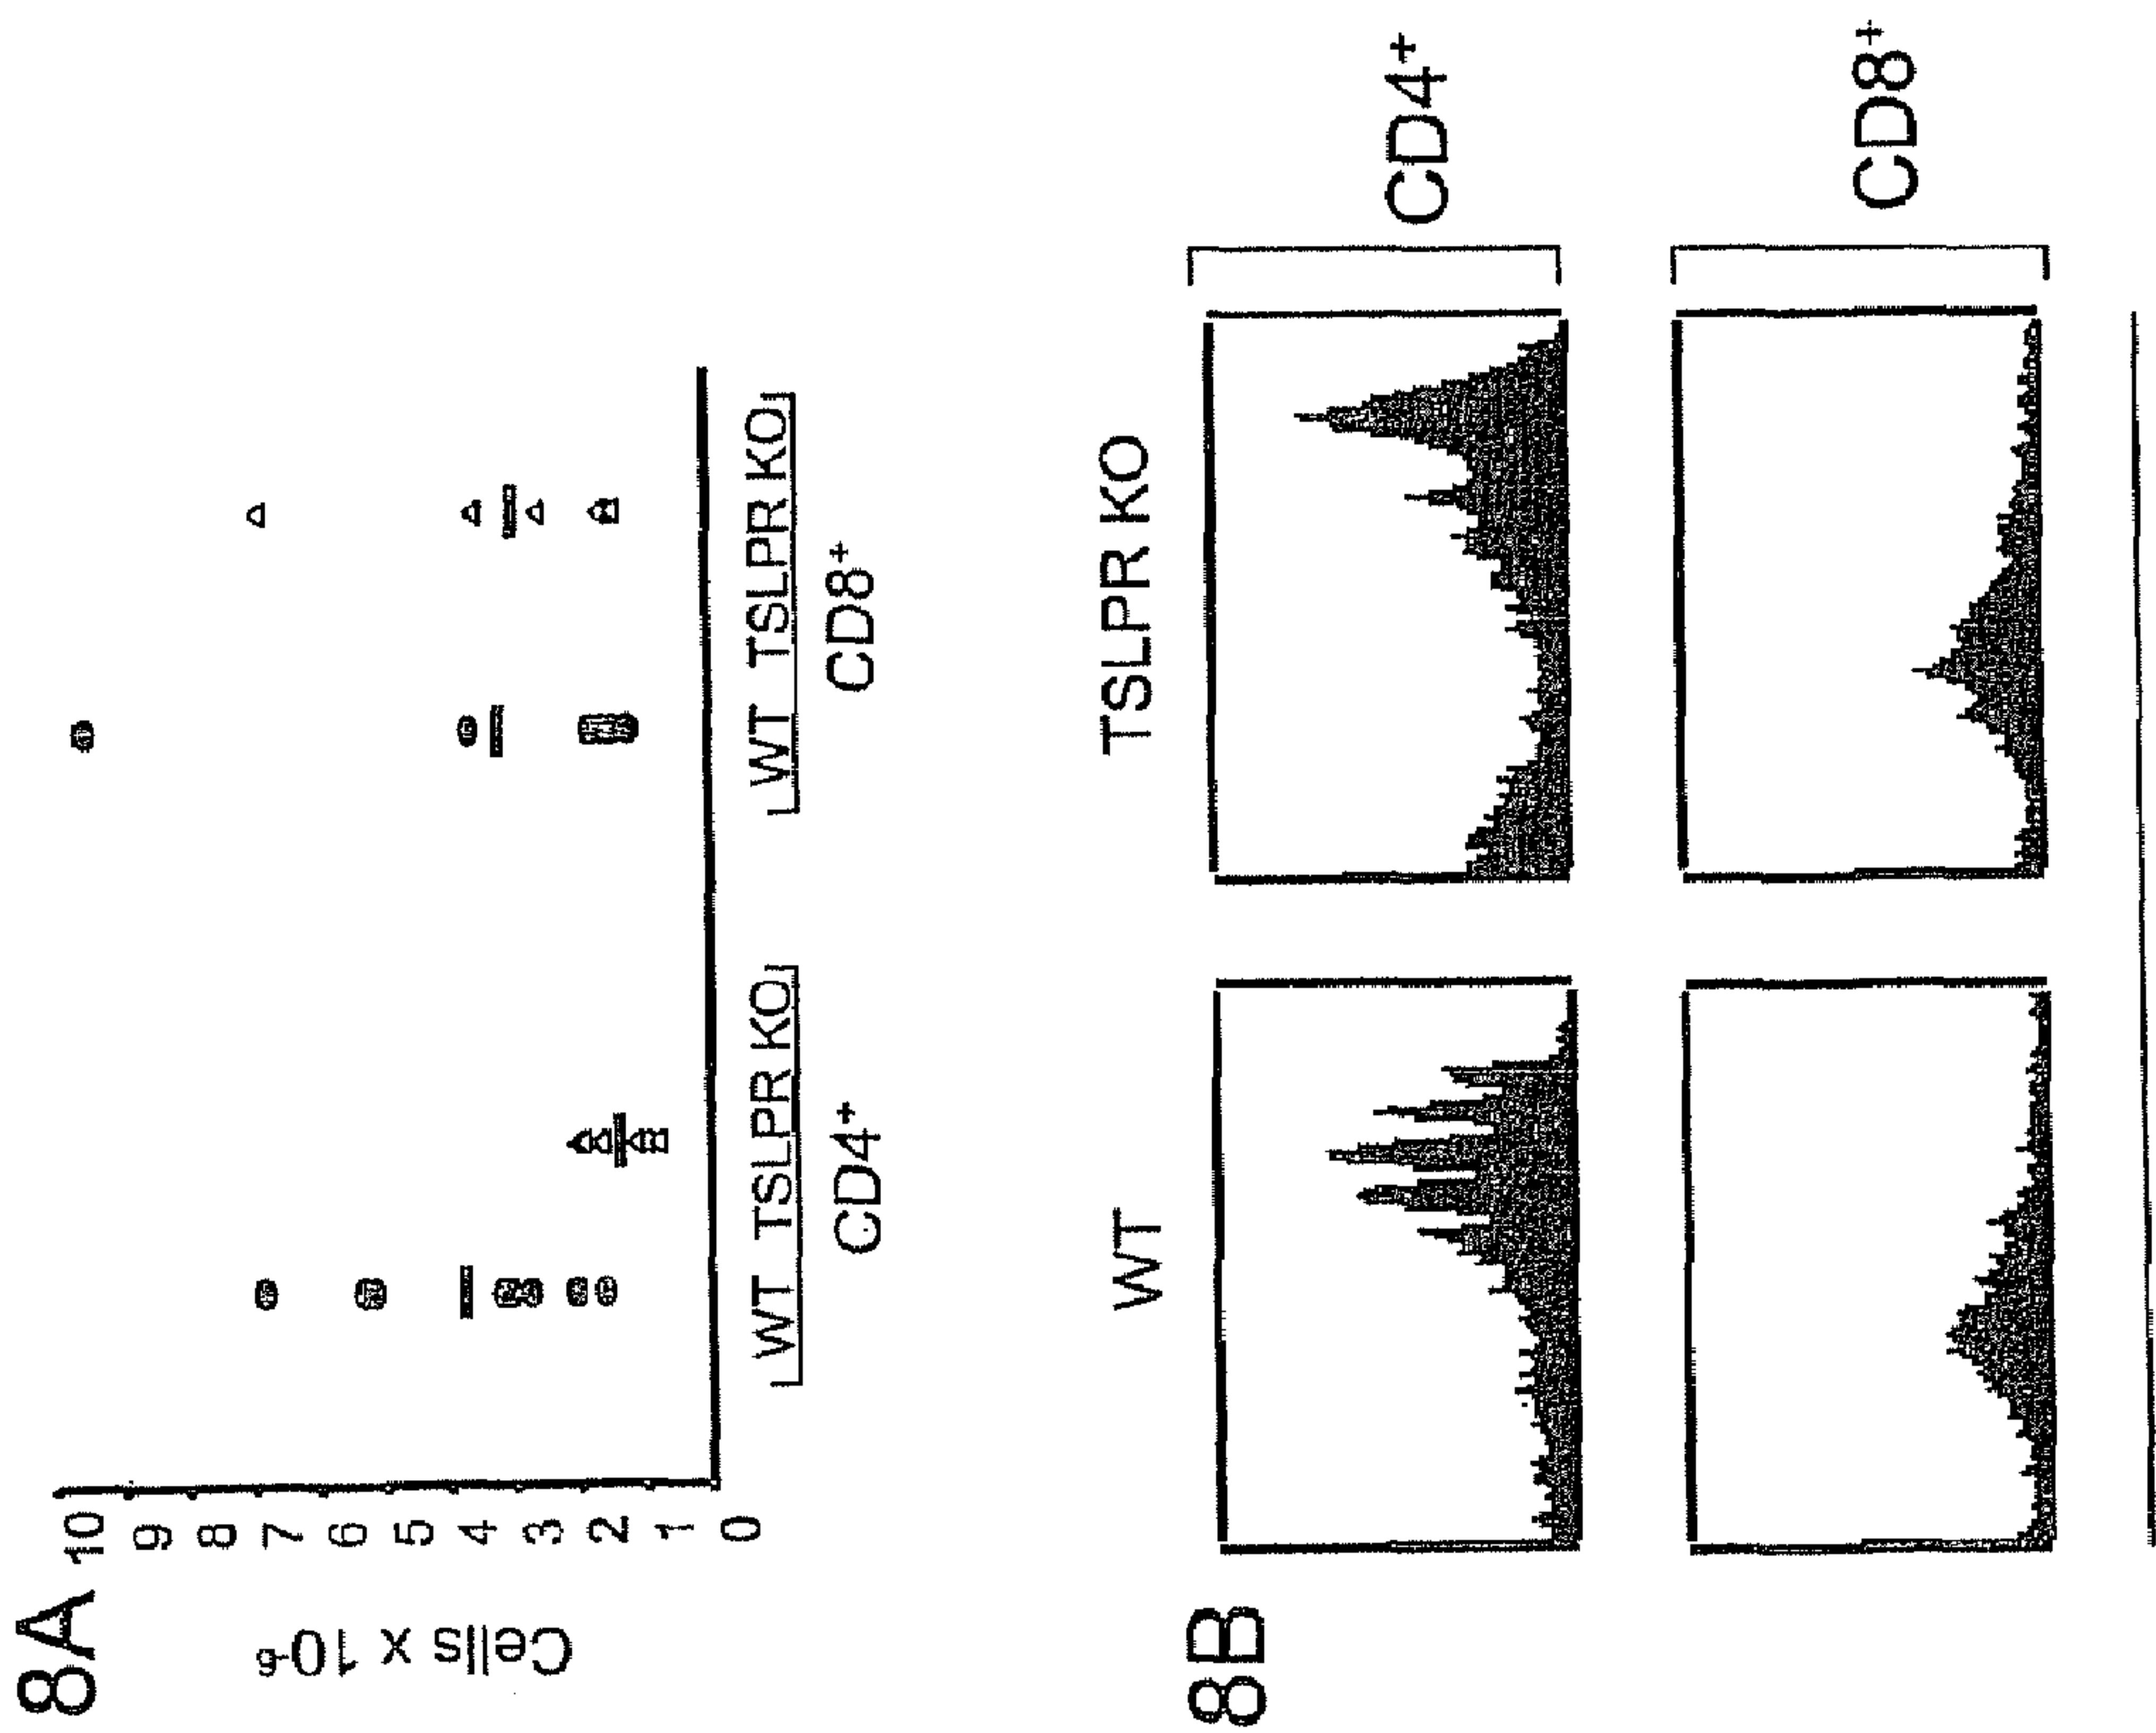 8A
Cells x 10-6
10
9
8
7
6
5
4
3
2
1
0
WT TSLPR KO
WT TSLPR KO
CD4+
CD8+
8B
WT
TSLPR KO
CD4+
CD8+